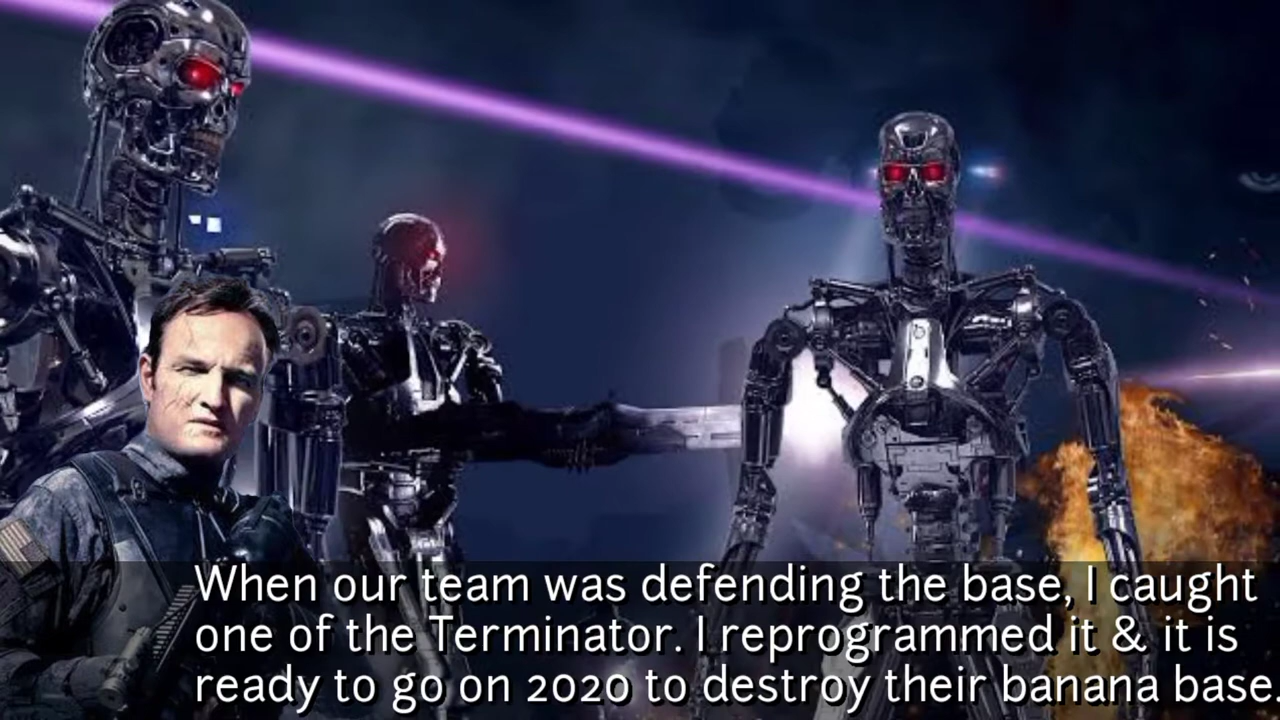 When our team was defending the base, I caught
one of the Terminator. I reprogrammed it & it is
ready to go on 2020 to destroy their banana base.